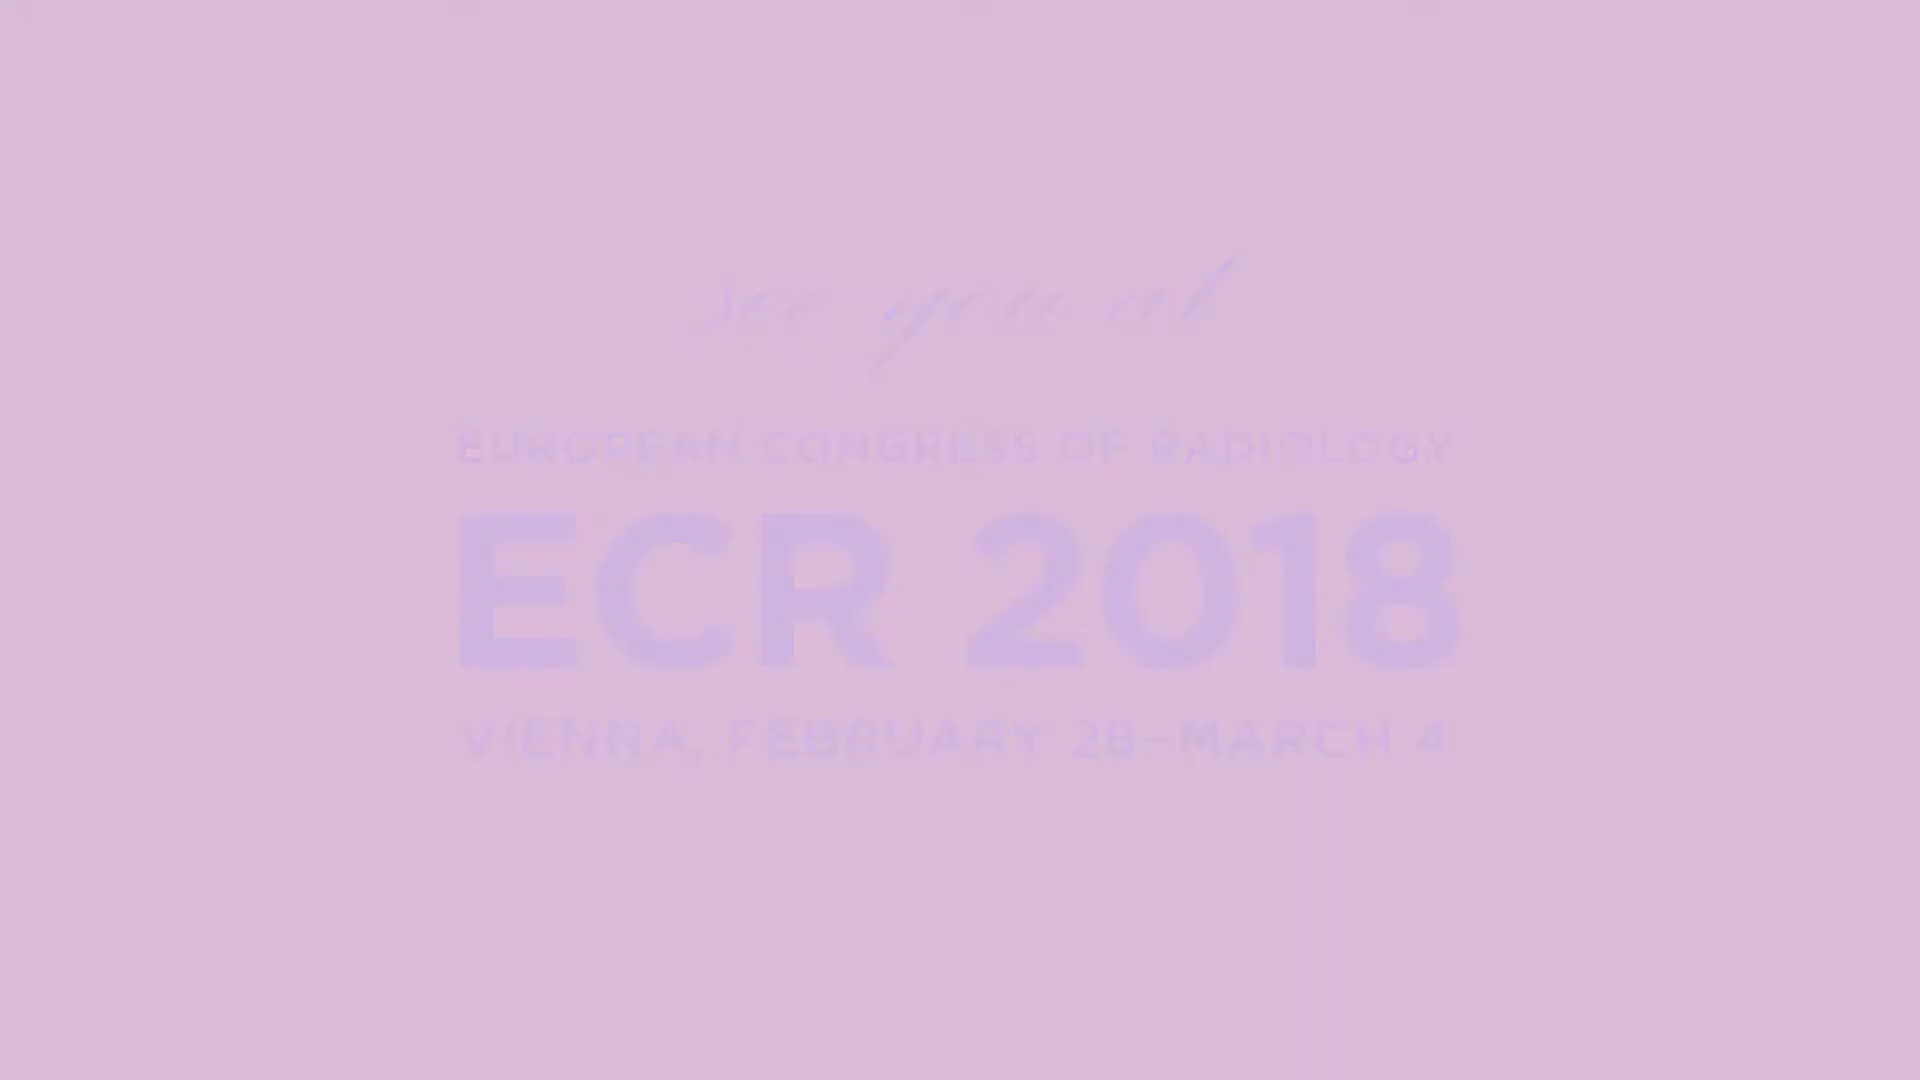 see you at
EUROPEAN CONGRESS OF RADIOLOGY
ECR 2018
VIENNA, FEBRUARY 28–MARCH 4